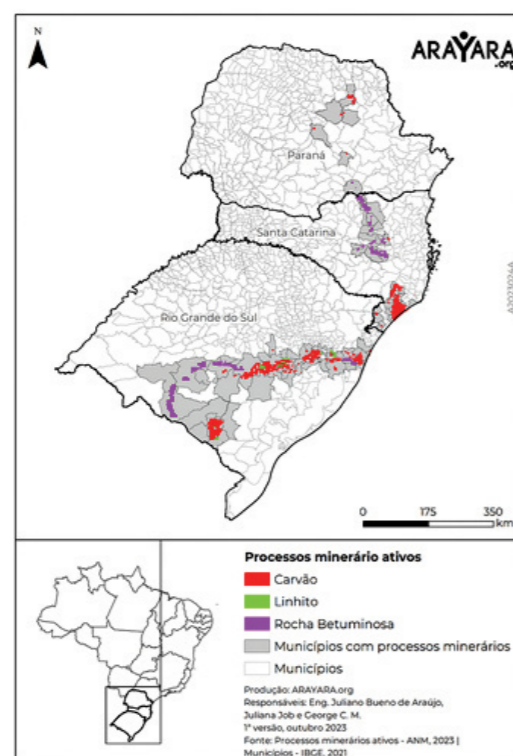 N
ARAYARA
.org
Paraná
Santa Catarina
Rio Grande do Sul
A2023024A
0 175 350
km
Processos minerário ativos
Carvão
Linhito
Rocha Betuminosa
Municípios com processos minerários
Municípios
Produção: ARAYARA.org
Responsáveis: Eng. Juliano Bueno de Araújo,
Juliana Job e George C. M.
1ª versão, outubro 2023
Fonte: Processos minerários ativos - ANM, 2023 |
Municípios - IBGE, 2021